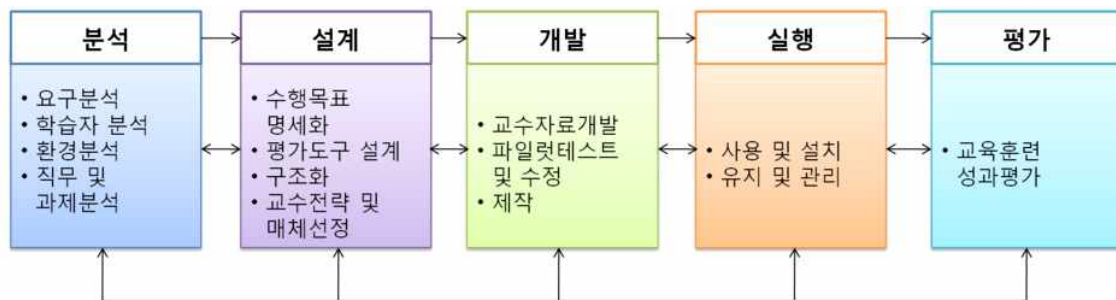 분석
• 요구분석
• 학습자 분석
• 환경분석
• 직무 및
과제분석
설계
• 수행목표
명세화
• 평가도구 설계
• 구조화
• 교수전략 및
매체선정
개발
• 교수자료개발
• 파일럿테스트
및 수정
• 제작
실행
• 사용 및 설치
• 유지 및 관리
평가
• 교육훈련
성과평가